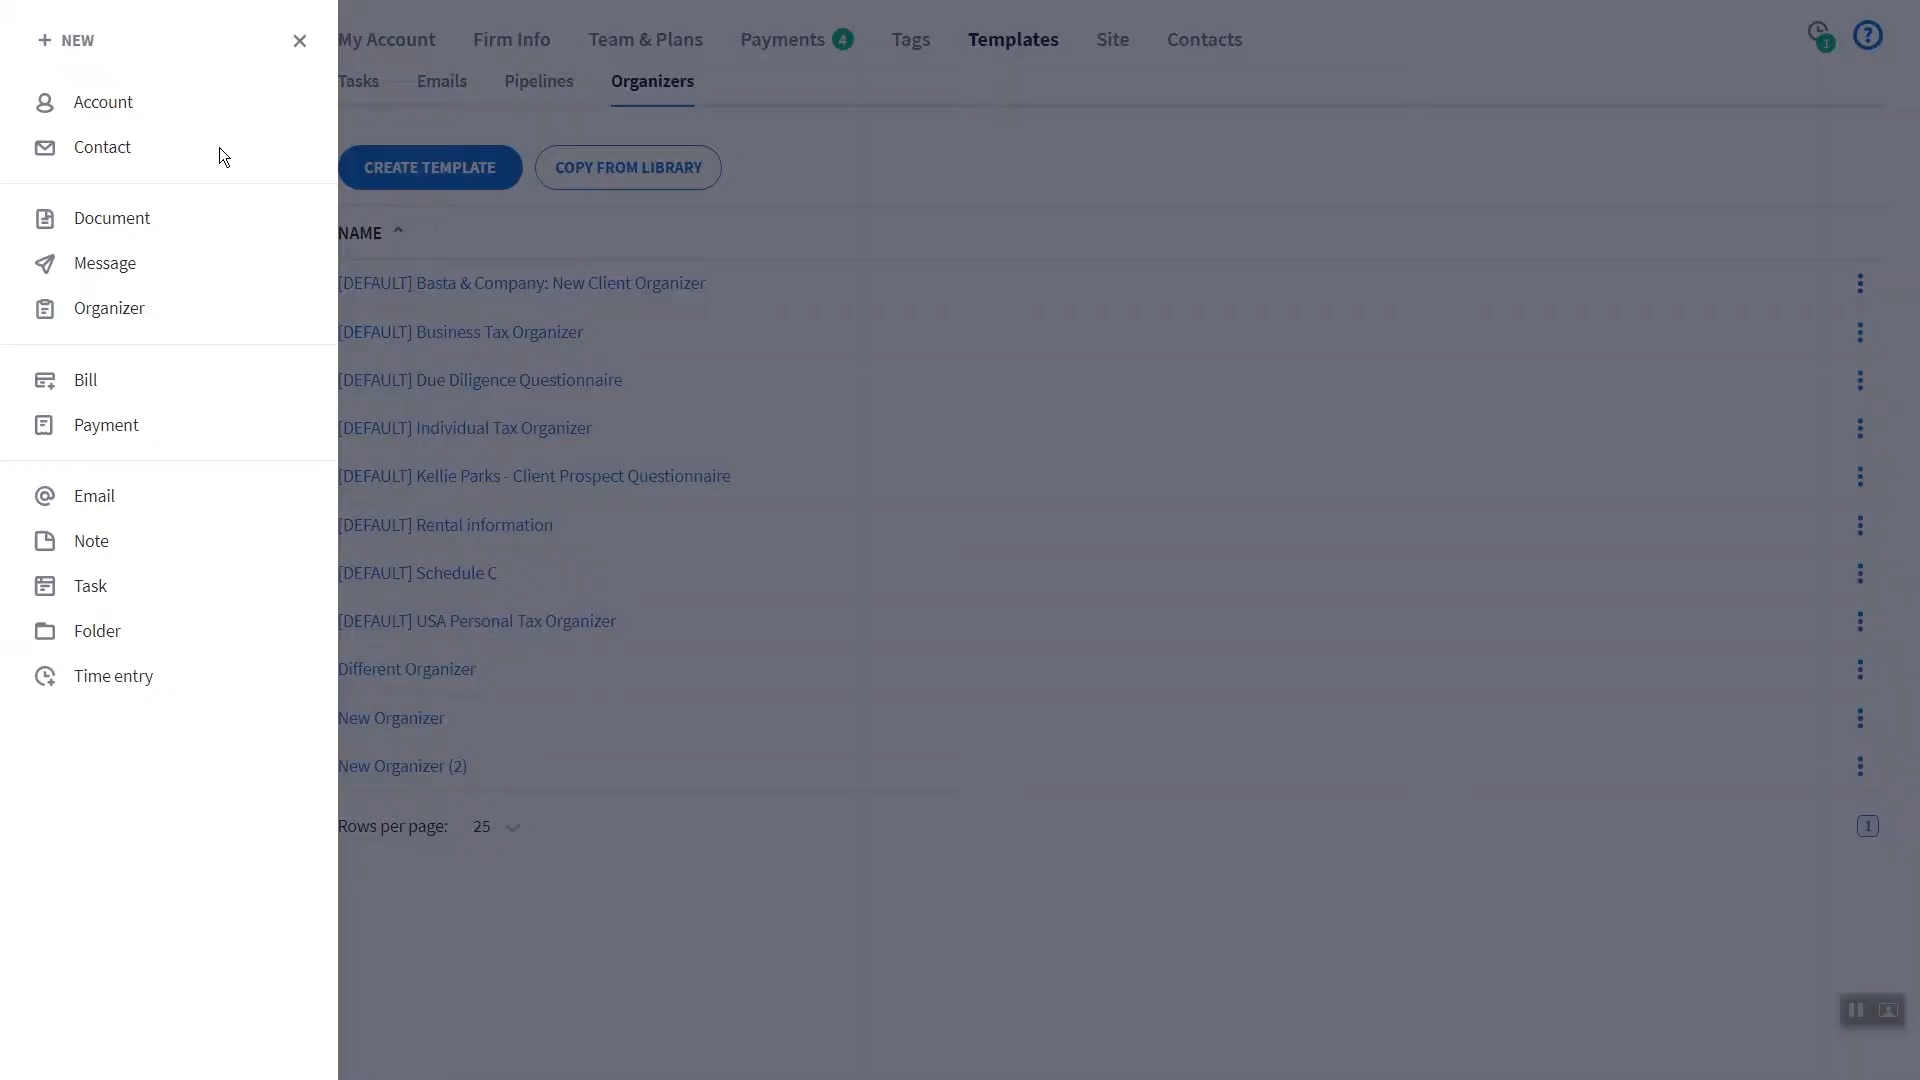 NEW
Account
Contact
Document
Message
Organizer
Bill
Payment
Email
Note
Task
Folder
Time entry
My Account Firm Info Team & Plans Payments 4 Tags Templates Site Contacts
1 ?
Tasks Emails Pipelines Organizers
CREATE TEMPLATE COPY FROM LIBRARY
NAME
[DEFAULT] Basta & Company: New Client Organizer
[DEFAULT] Business Tax Organizer
[DEFAULT] Due Diligence Questionnaire
[DEFAULT] Individual Tax Organizer
[DEFAULT] Kellie Parks - Client Prospect Questionnaire
[DEFAULT] Rental information
[DEFAULT] Schedule C
[DEFAULT] USA Personal Tax Organizer
Different Organizer
New Organizer
New Organizer (2)
Rows per page: 25 1